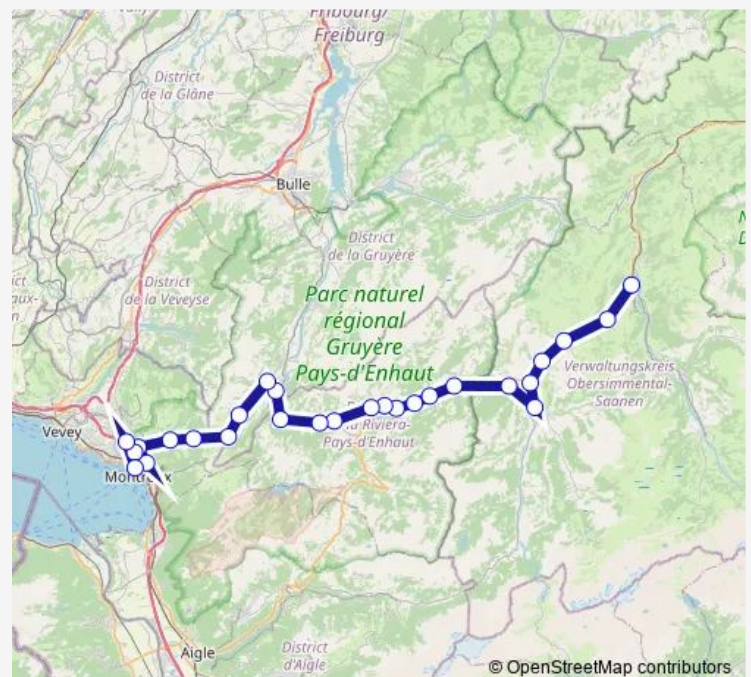 Fribourg/
Freiburg
District
de la Glâne
Bulle
District
de la Gruyère
District
de la Veveyse
Parc naturel
régional
Gruyère
Pays-d'Enhaut
Verwaltungskreis
Obersimmental-
Saanen
Vevey
Pays-d'Enhaut
Aigle
District
d'Aigle
© OpenStreetMap contributors